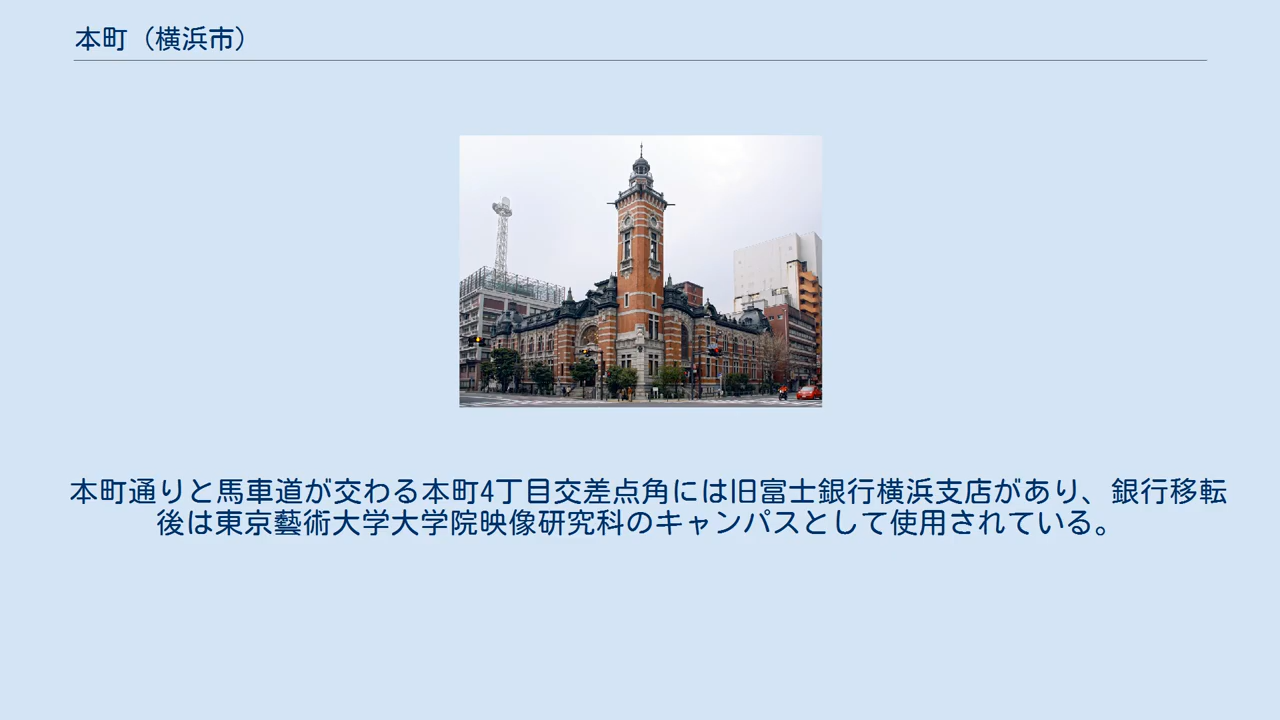 本町（横浜市）
本町通りと馬車道が交わる本町4丁目交差点角には旧富士銀行横浜支店があり、銀行移転
後は東京藝術大学大学院映像研究科のキャンパスとして使用されている。